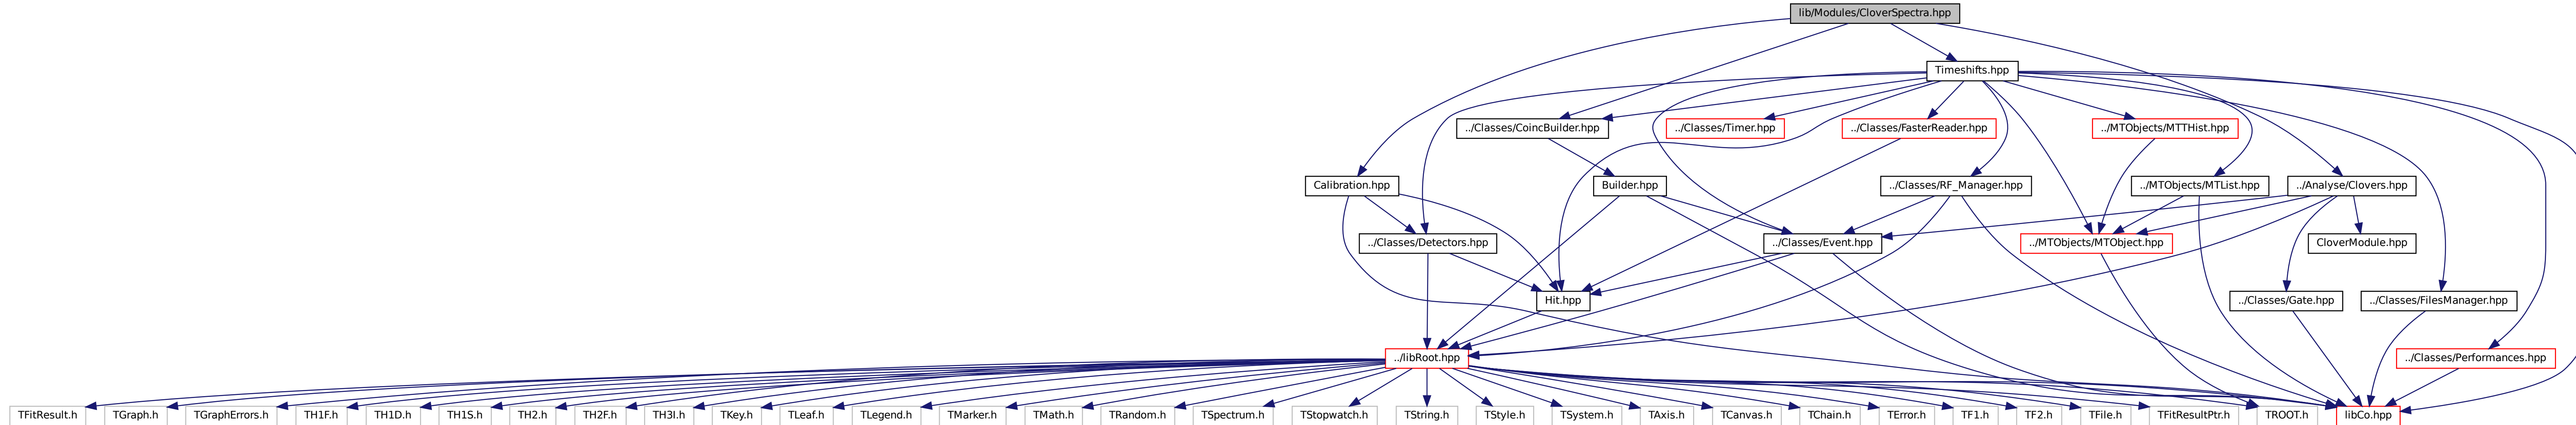 lib/Modules/CloverSpectra.hpp
Timeshifts.hpp
../Classes/CoincBuilder.hpp
../Classes/Timer.hpp
../Classes/FasterReader.hpp
../MTObjects/MTTHist.hpp
Calibration.hpp
Builder.hpp
../Classes/RF_Manager.hpp
../MTObjects/MTList.hpp
../Analyse/Clovers.hpp
../Classes/Detectors.hpp
../Classes/Event.hpp
../MTObjects/MTObject.hpp
CloverModule.hpp
Hit.hpp
../Classes/Gate.hpp
../Classes/FilesManager.hpp
../libRoot.hpp
../Classes/Performances.hpp
TFitResult.h
TGraph.h
TGraphErrors.h
TH1F.h
TH1D.h
TH1S.h
TH2.h
TH2F.h
TH3I.h
TKey.h
TLeaf.h
TLegend.h
TMarker.h
TMath.h
TRandom.h
TSpectrum.h
TStopwatch.h
TString.h
TStyle.h
TSystem.h
TAxis.h
TCanvas.h
TChain.h
TError.h
TF1.h
TF2.h
TFile.h
TFitResultPtr.h
TROOT.h
libCo.hpp